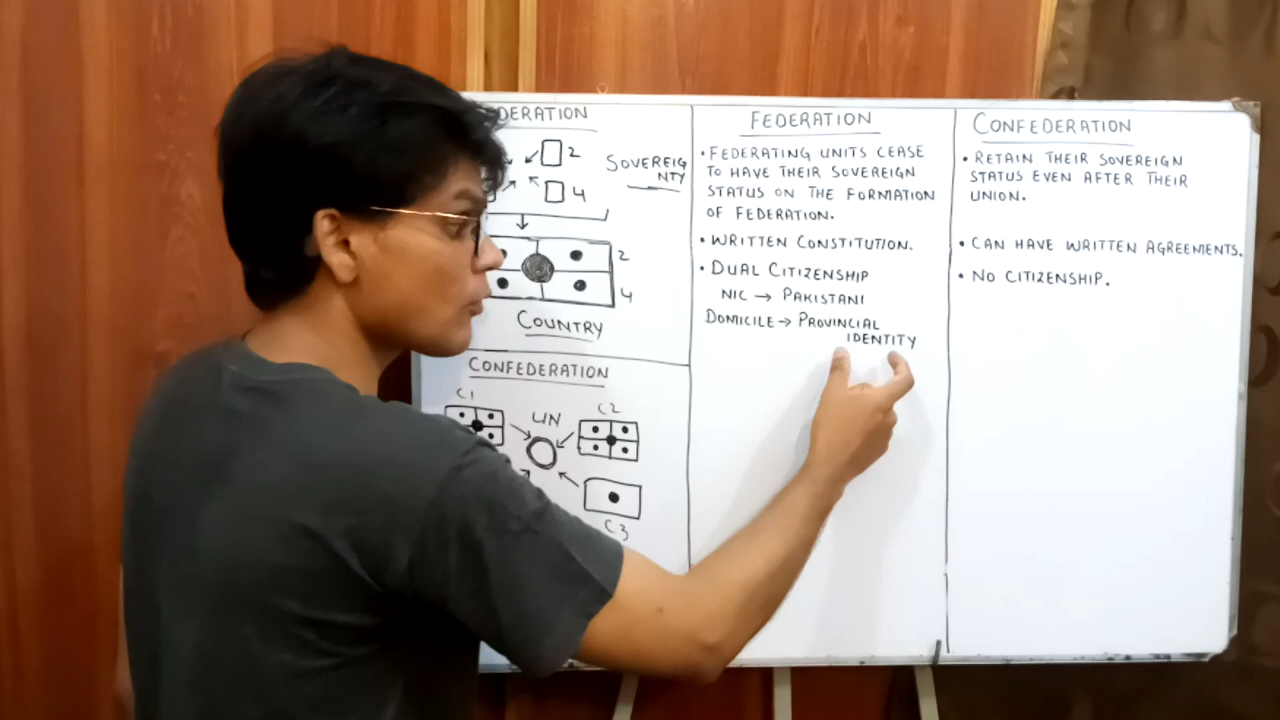 DERATION
2
SOVEREIG
NTY
4
2
4
COUNTRY
CONFEDERATION
C1
UN
C2
C3
FEDERATION
• FEDERATING UNITS CEASE
TO HAVE THEIR SOVEREIGN
STATUS ON THE FORMATION
OF FEDERATION.
• WRITTEN CONSTITUTION.
• DUAL CITIZENSHIP
NIC → PAKISTANI
DOMICILE → PROVINCIAL
IDENTITY
CONFEDERATION
• RETAIN THEIR SOVEREIGN
STATUS EVEN AFTER THEIR
UNION.
• CAN HAVE WRITTEN AGREEMENTS.
• NO CITIZENSHIP.